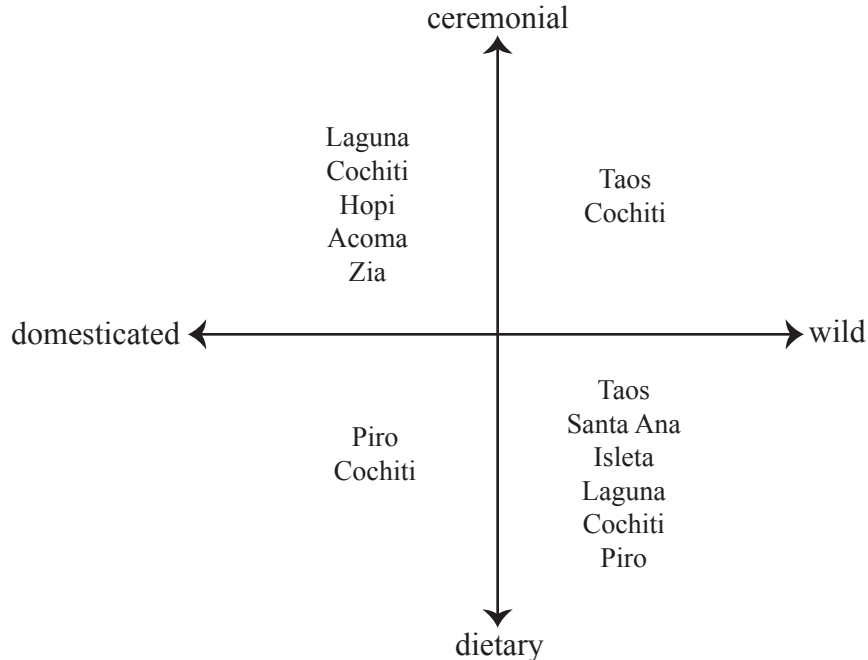 ceremonial
Laguna
Cochiti
Hopi
Acoma
Zia
Taos
Cochiti
domesticated
wild
Piro
Cochiti
Taos
Santa Ana
Isleta
Laguna
Cochiti
Piro
dietary